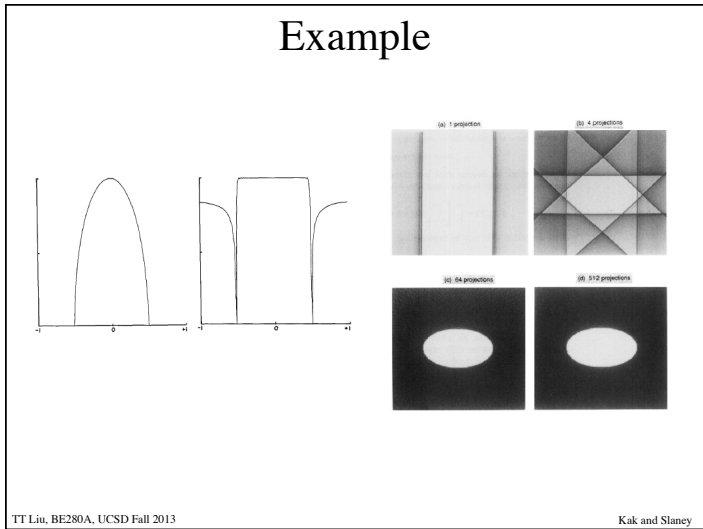 Example
(a) 1 projection
(b) 4 projections
-1 0 +1
-1 0 +1
(c) 64 projections
(d) 512 projections
TT Liu, BE280A, UCSD Fall 2013
Kak and Slaney